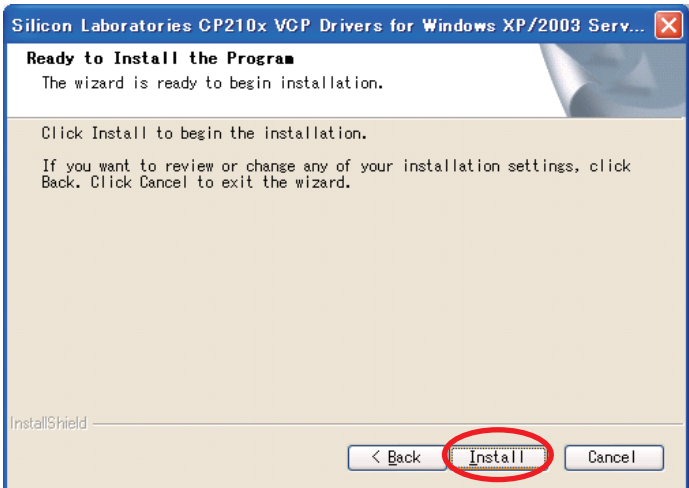 Silicon Laboratories CP210x VCP Drivers for Windows XP/2003 Serv...
Ready to Install the Program
The wizard is ready to begin installation.
Click Install to begin the installation.
If you want to review or change any of your installation settings, click
Back. Click Cancel to exit the wizard.
InstallShield
< Back Install Cancel